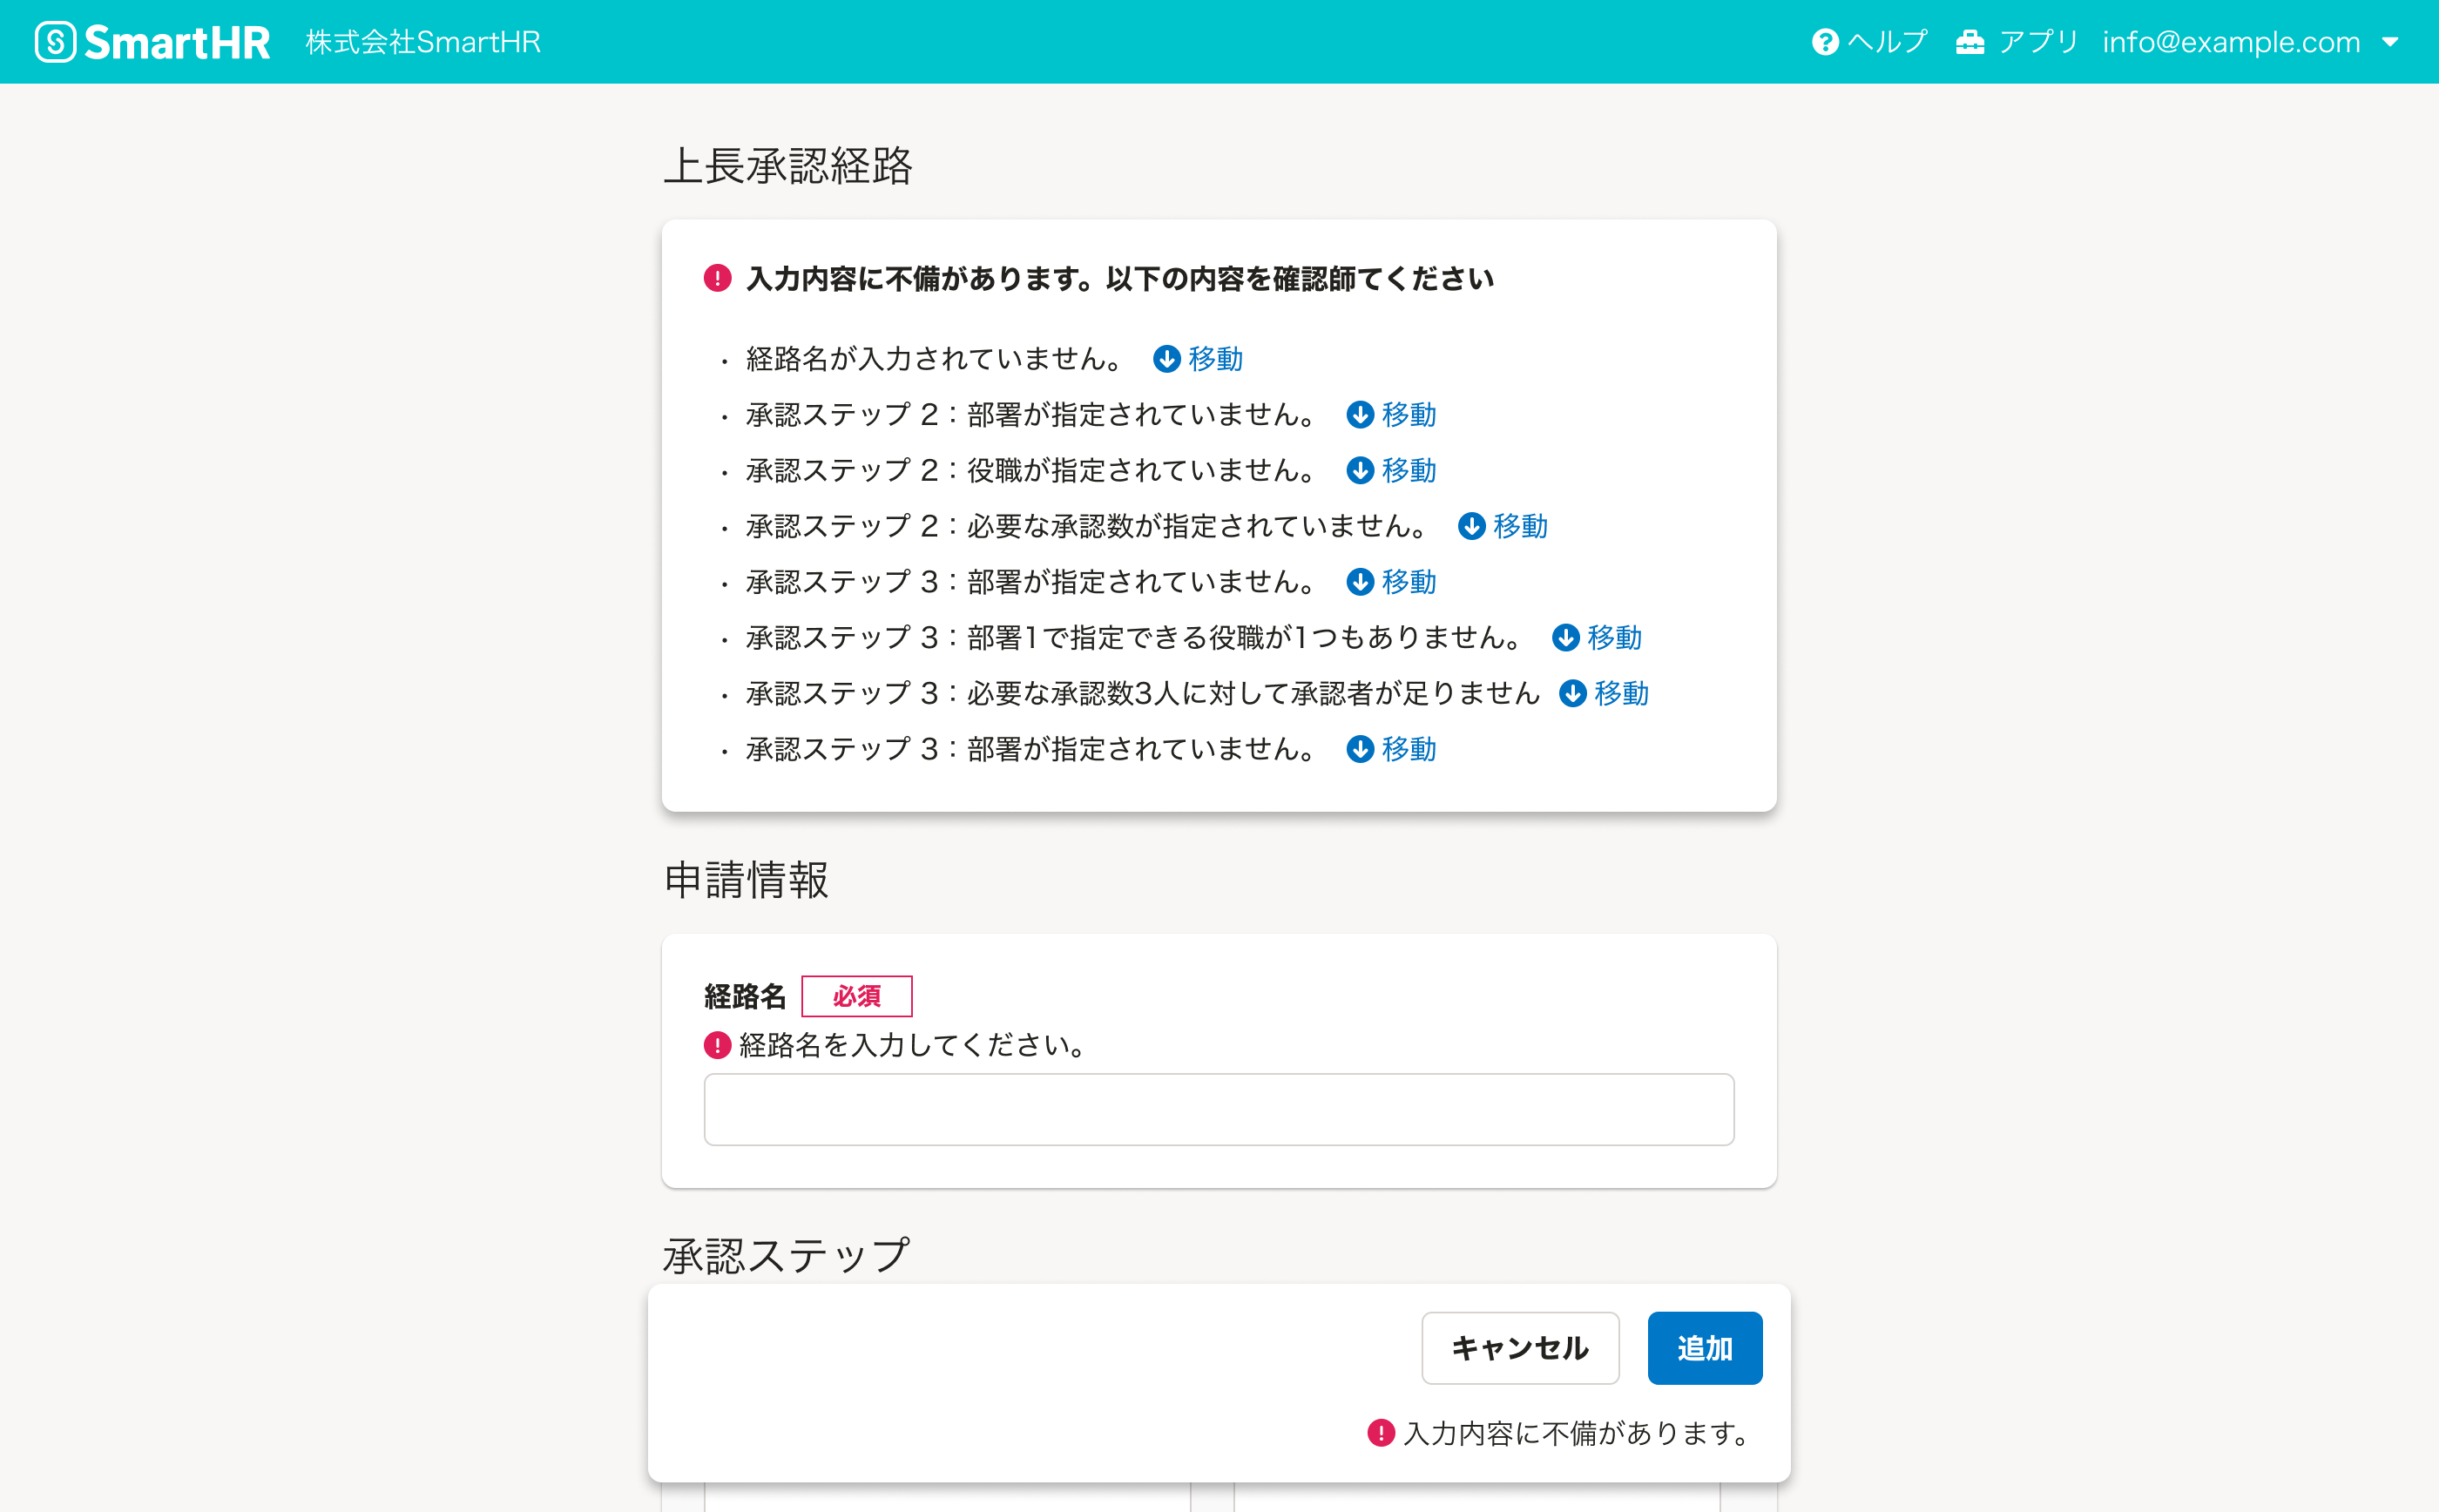 SmartHR 株式会社SmartHR ヘルプ アプリ info@example.com
上長承認経路
入力内容に不備があります。以下の内容を確認師てください
・ 経路名が入力されていません。 移動
・ 承認ステップ 2：部署が指定されていません。 移動
・ 承認ステップ 2：役職が指定されていません。 移動
・ 承認ステップ 2：必要な承認数が指定されていません。 移動
・ 承認ステップ 3：部署が指定されていません。 移動
・ 承認ステップ 3：部署1で指定できる役職が1つもありません。 移動
・ 承認ステップ 3：必要な承認数3人に対して承認者が足りません 移動
・ 承認ステップ 3：部署が指定されていません。 移動
申請情報
経路名 必須
経路名を入力してください。
承認ステップ
キャンセル 追加
入力内容に不備があります。